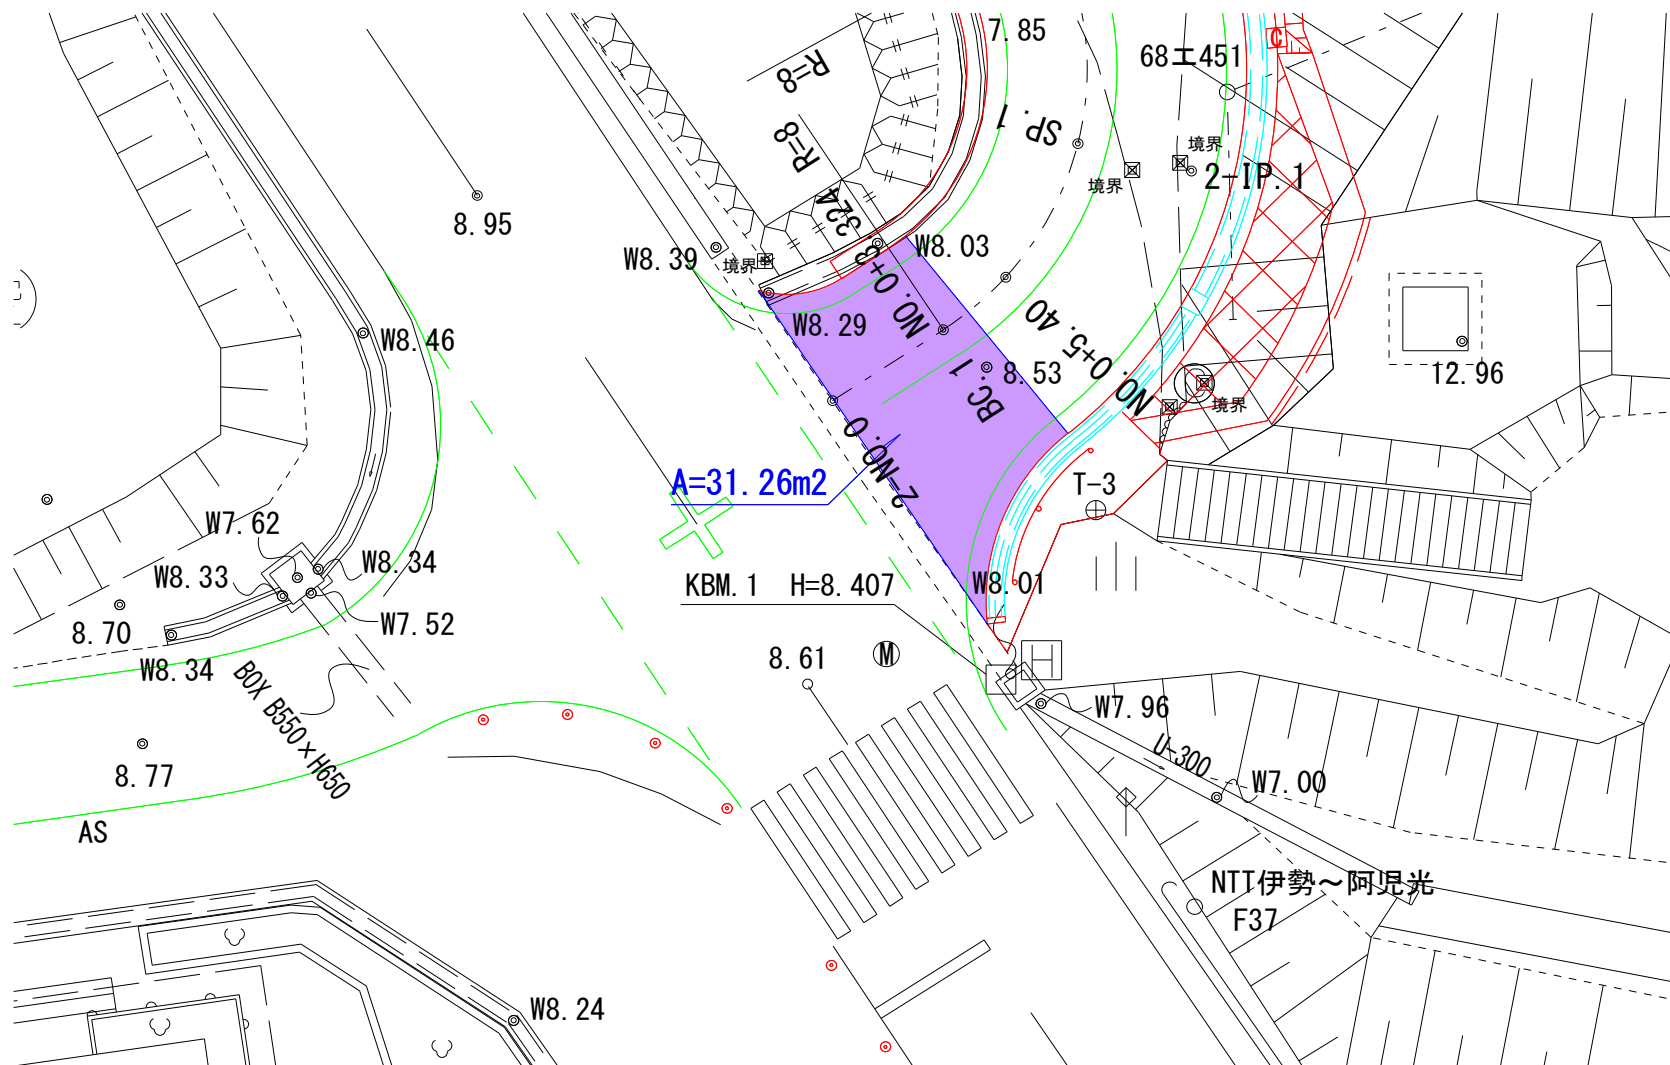 7.85
68エ451
R=8
R=8
SP.1
境界
境界
2-IP.1
8.95
324
W8.39
境界
W8.03
NO.0+3.
W8.29
NO.0+5.40
W8.46
BC.1
8.53
12.96
境界
2-NO.0
A=31.26m2
T-3
W7.62
W8.33
W8.34
KBM.1 H=8.407
W8.01
W7.52
8.70
W8.34
8.61
M
H
BOX B550×H650
W7.96
U-300
8.77
W7.00
AS
NTT伊勢～阿児光
F37
W8.24
C